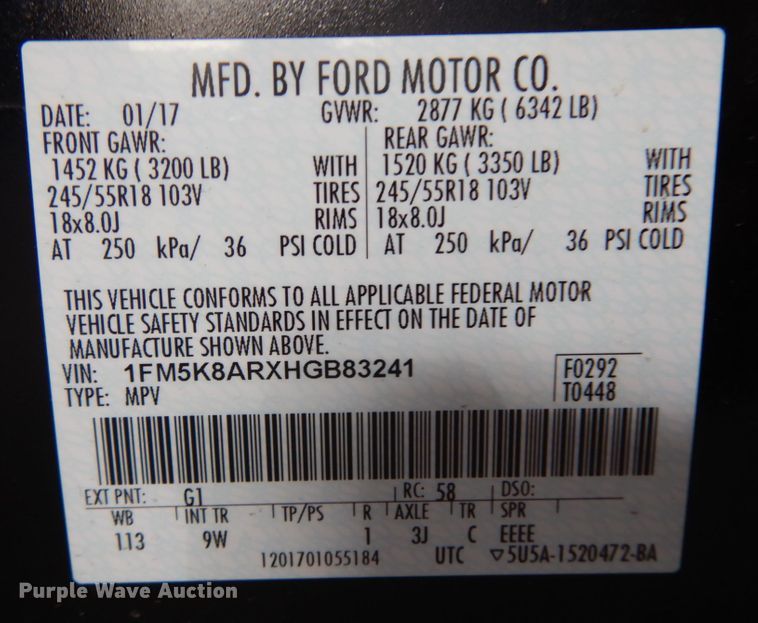 MFD. BY FORD MOTOR CO.
DATE: 01/17 GVWR: 2877 KG ( 6342 LB)
FRONT GAWR: REAR GAWR:
1452 KG ( 3200 LB) WITH 1520 KG ( 3350 LB) WITH
245/55R18 103V TIRES 245/55R18 103V TIRES
18x8.0J RIMS 18x8.0J RIMS
AT 250 kPa/ 36 PSI COLD AT 250 kPa/ 36 PSI COLD
THIS VEHICLE CONFORMS TO ALL APPLICABLE FEDERAL MOTOR
VEHICLE SAFETY STANDARDS IN EFFECT ON THE DATE OF
MANUFACTURE SHOWN ABOVE.
VIN: 1FM5K8ARXHGB83241 F0292
TYPE: MPV T0448
EXT PNT: G1 RC: 58 DSO:
WB INT TR TP/PS R AXLE TR SPR
113 9W 1 3J C EEEE
1201701055184 UTC ▽5U5A-1520472-BA
Purple Wave Auction